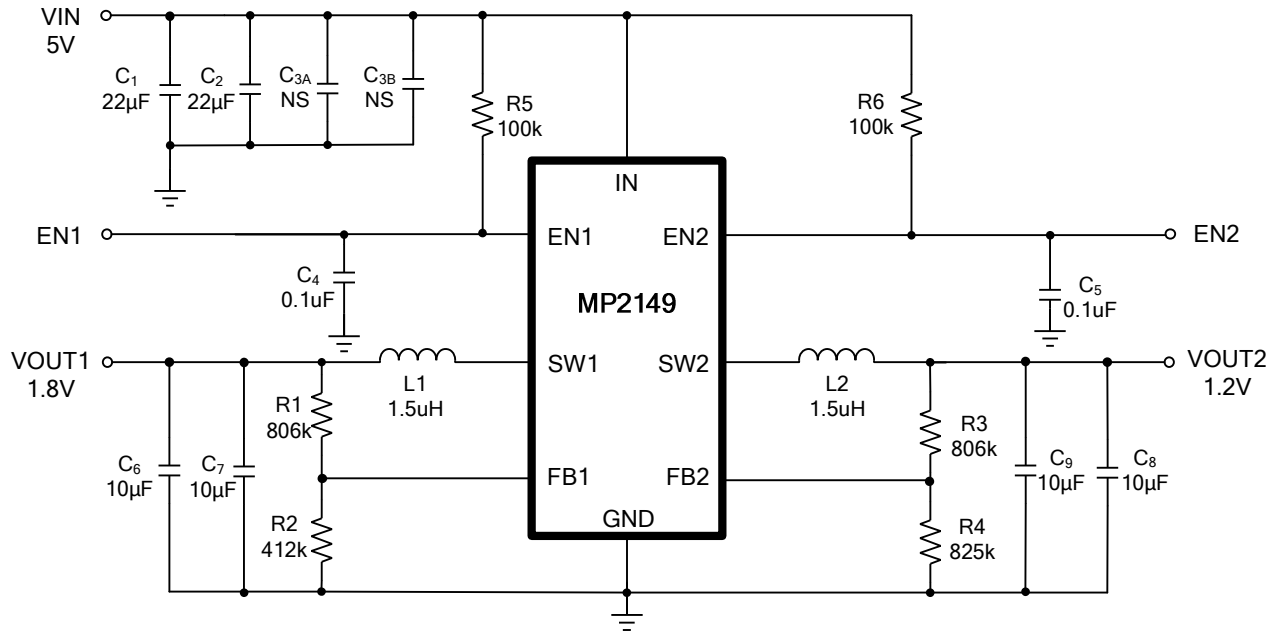 VIN
5V
C1
22µF
C2
22µF
C3A
NS
C3B
NS
R5
100k
R6
100k
IN
EN1
EN1
EN2
EN2
C4
0.1uF
MP2149
C5
0.1uF
VOUT1
1.8V
L1
1.5uH
SW1
SW2
L2
1.5uH
VOUT2
1.2V
R1
806k
R3
806k
C6
10µF
C7
10µF
FB1
FB2
C9
10µF
C8
10µF
R2
412k
GND
R4
825k